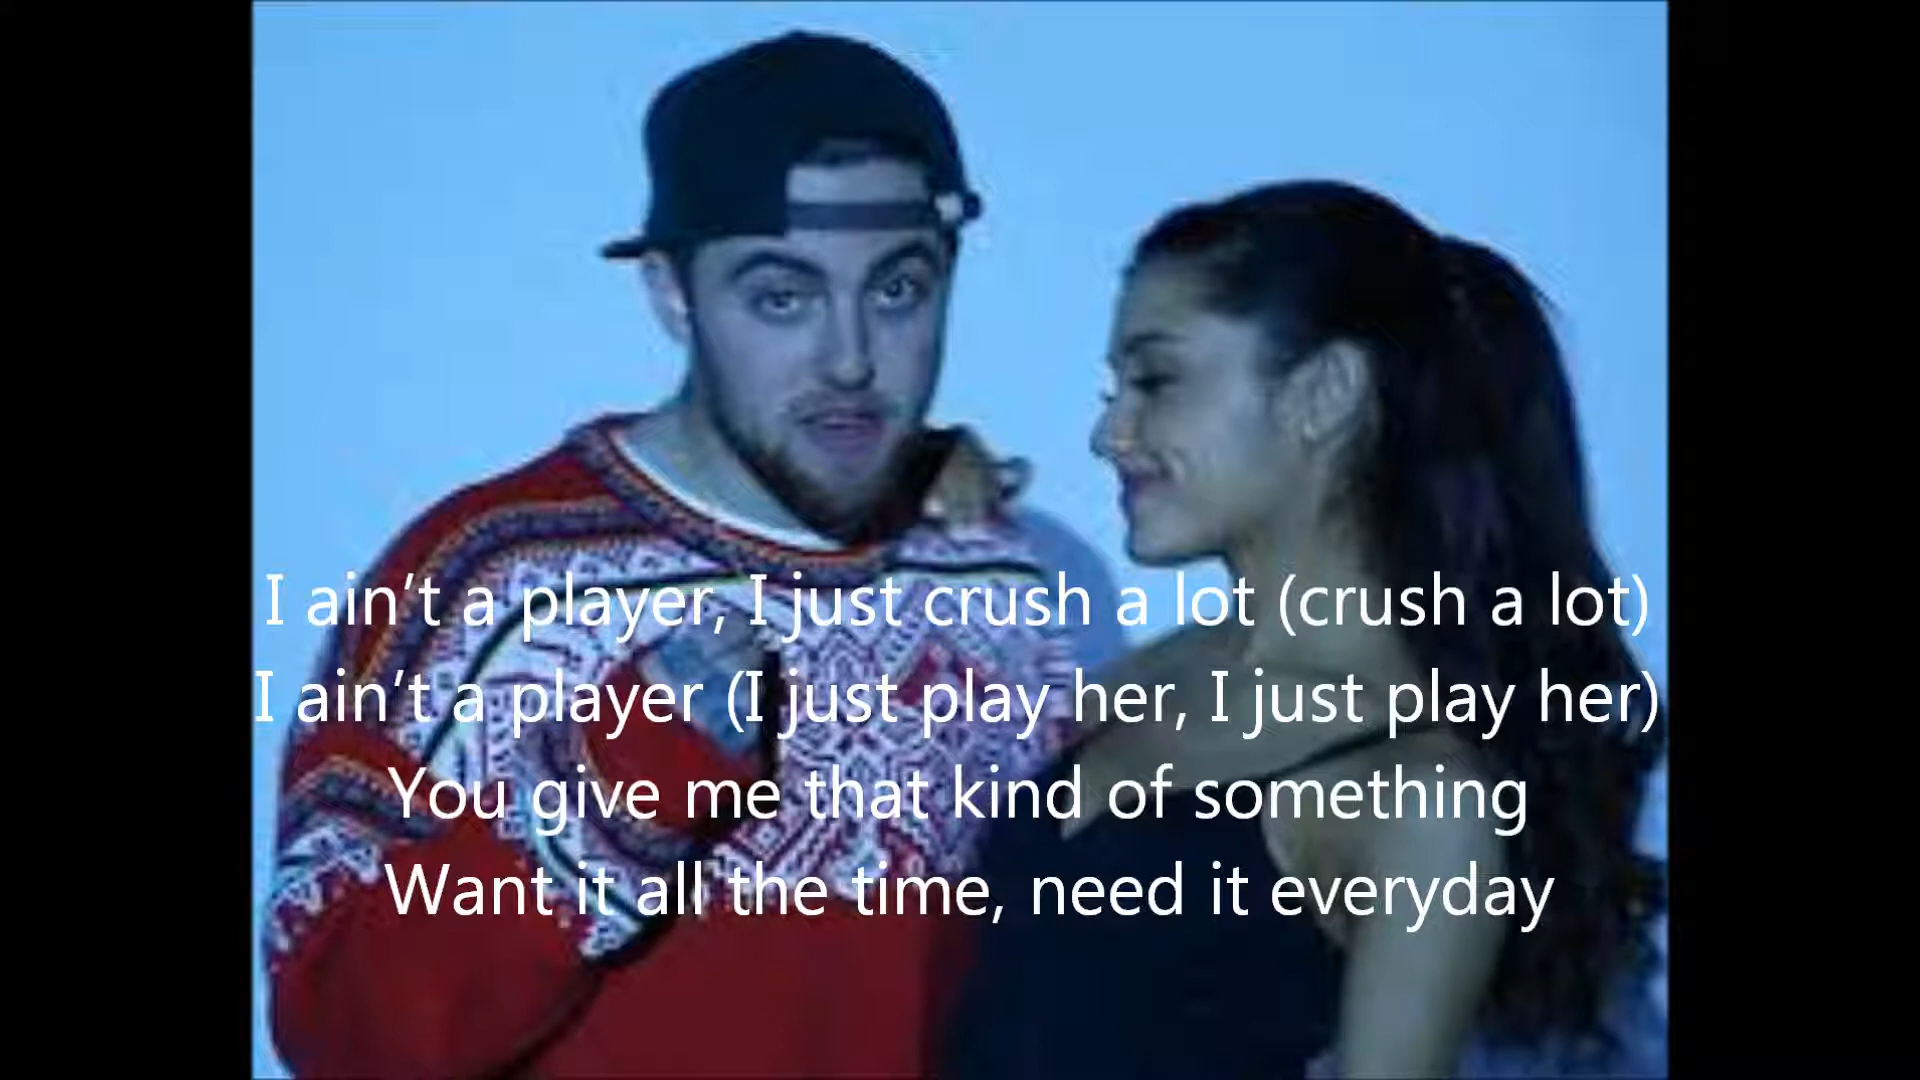 I ain’t a player, I just crush a lot (crush a lot)
I ain’t a player (I just play her, I just play her)
You give me that kind of something
Want it all the time, need it everyday